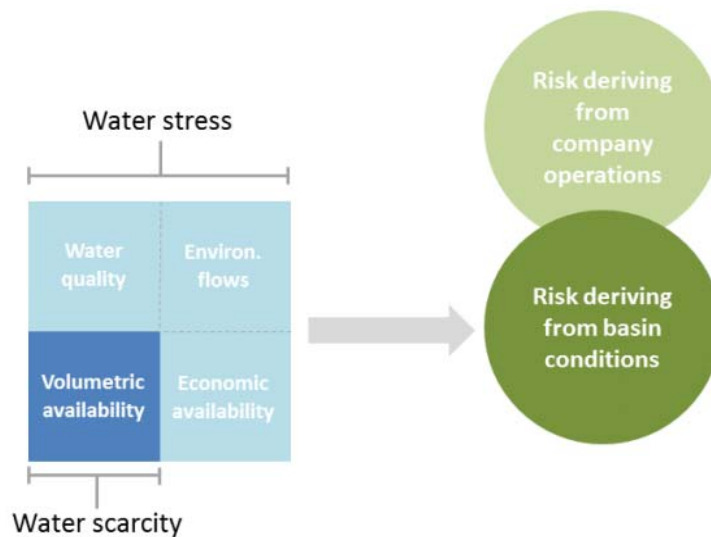 Water stress
Water
quality
Environ.
flows
Volumetric
availability
Economic
availability
Water scarcity
Risk deriving
from
company
operations
Risk deriving
from basin
conditions